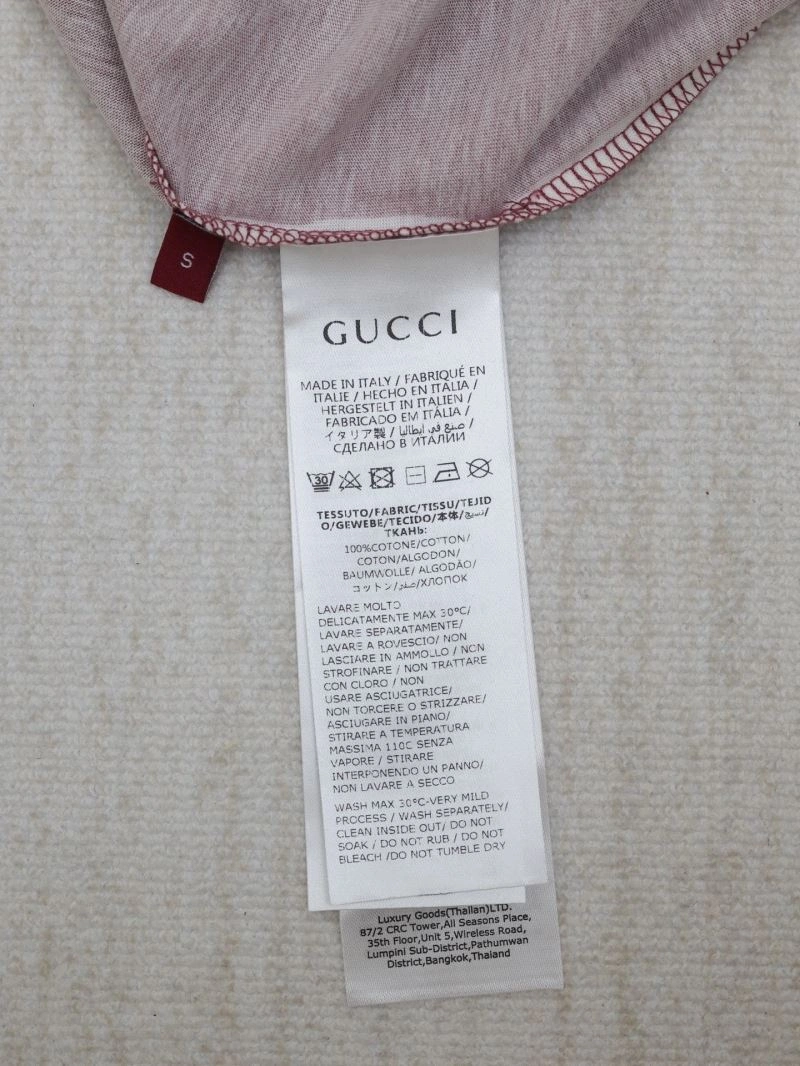 S
GUCCI
MADE IN ITALY / FABRIQUÉ EN
ITALIE / HECHO EN ITALIA /
HERGESTELT IN ITALIEN /
FABRICADO EM ITÁLIA /
イタリア製 / صنع في إيطاليا /
СДЕЛАНО В ИТАЛИИ
30
TESSUTO/FABRIC/TISSU/TEJID
O/GEWEBE/TECIDO/本体/نسيج/
ТКАНЬ:
100%COTONE/COTTON/
COTON/ALGODON/
BAUMWOLLE/ ALGODÃO/
コットン/ /ХЛОПОК
LAVARE MOLTO
DELICATAMENTE MAX 30°C/
LAVARE SEPARATAMENTE/
LAVARE A ROVESCIO/ NON
LASCIARE IN AMMOLLO / NON
STROFINARE / NON TRATTARE
CON CLORO / NON
USARE ASCIUGATRICE/
NON TORCERE O STRIZZARE/
ASCIUGARE IN PIANO/
STIRARE A TEMPERATURA
MASSIMA 110C SENZA
VAPORE / STIRARE
INTERPONENDO UN PANNO/
NON LAVARE A SECCO
WASH MAX 30°C-VERY MILD
PROCESS / WASH SEPARATELY/
CLEAN INSIDE OUT/ DO NOT
SOAK / DO NOT RUB / DO NOT
BLEACH /DO NOT TUMBLE DRY
Luxury Goods(Thailan)LTD.
87/2 CRC Tower,All Seasons Place,
35th Floor,Unit 5,Wireless Road,
Lumpini Sub-District,Pathumwan
District,Bangkok,Thailand